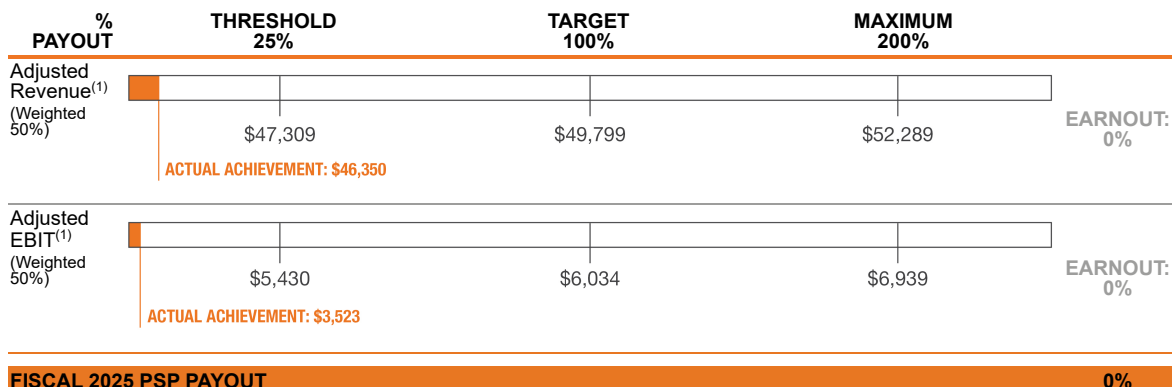 % PAYOUT THRESHOLD 25% TARGET 100% MAXIMUM 200%
Adjusted Revenue(1)
(Weighted 50%)
$47,309 $49,799 $52,289
EARNOUT: 0%
ACTUAL ACHIEVEMENT: $46,350
Adjusted EBIT(1)
(Weighted 50%)
$5,430 $6,034 $6,939
EARNOUT: 0%
ACTUAL ACHIEVEMENT: $3,523
FISCAL 2025 PSP PAYOUT 0%